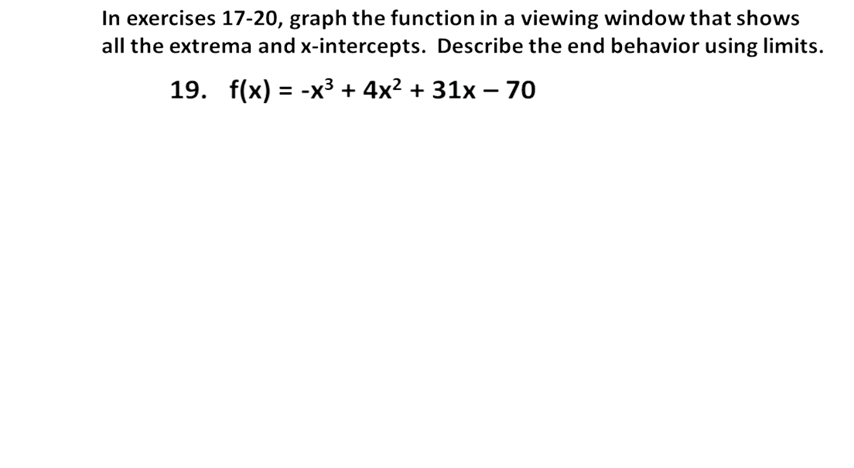 In exercises 17-20, graph the function in a viewing window that shows
all the extrema and x-intercepts. Describe the end behavior using limits.
19. f(x) = -x³ + 4x² + 31x – 70